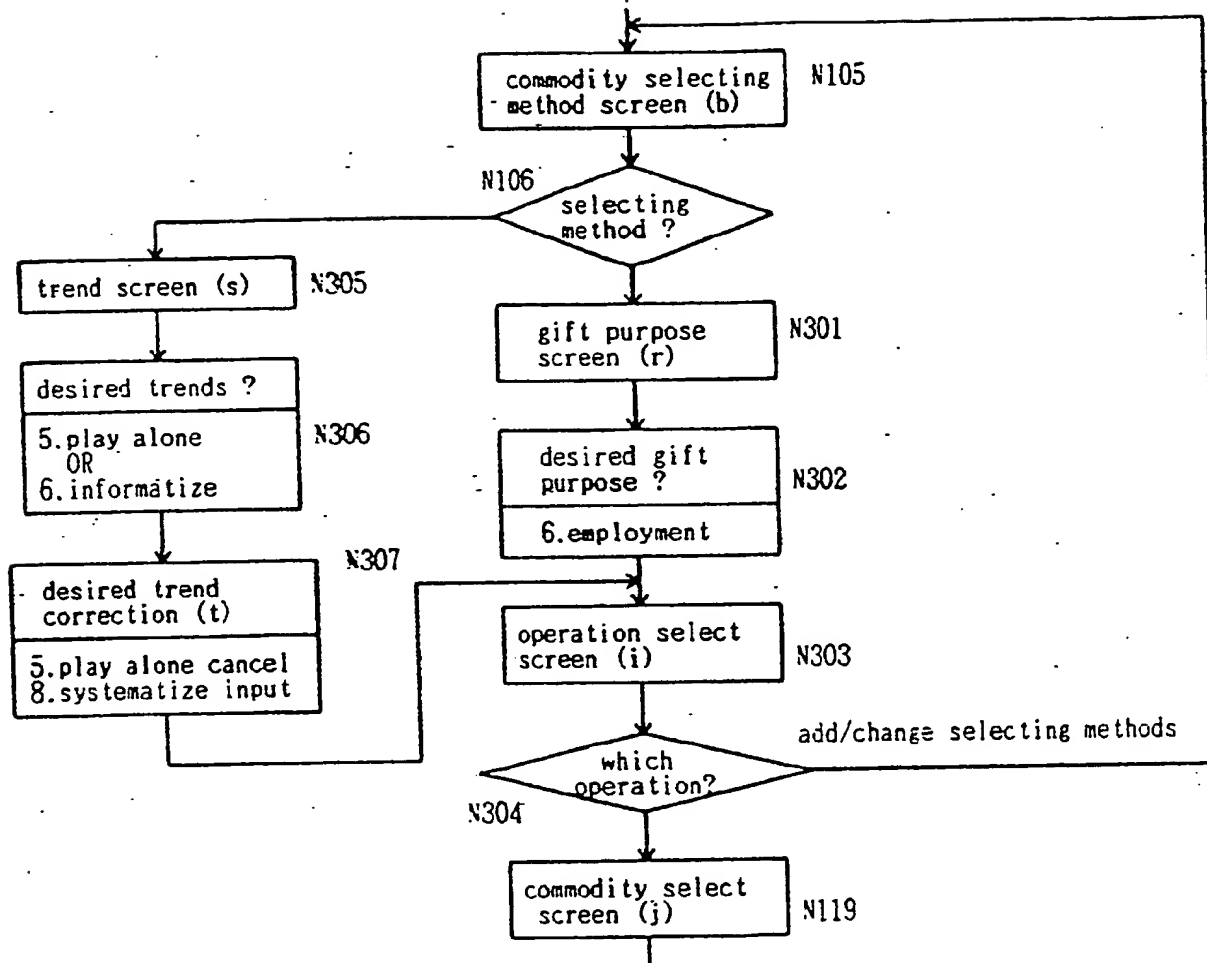 commodity selecting
method screen (b)
N105
N106
selecting
method ?
trend screen (s)
N305
gift purpose
screen (r)
N301
desired trends ?
5.play alone
OR
6.informatize
N306
desired gift
purpose ?
6.employment
N302
N307
desired trend
correction (t)
5.play alone cancel
8.systematize input
operation select
screen (i)
N303
add/change selecting methods
which
operation?
N304
commodity select
screen (j)
N119